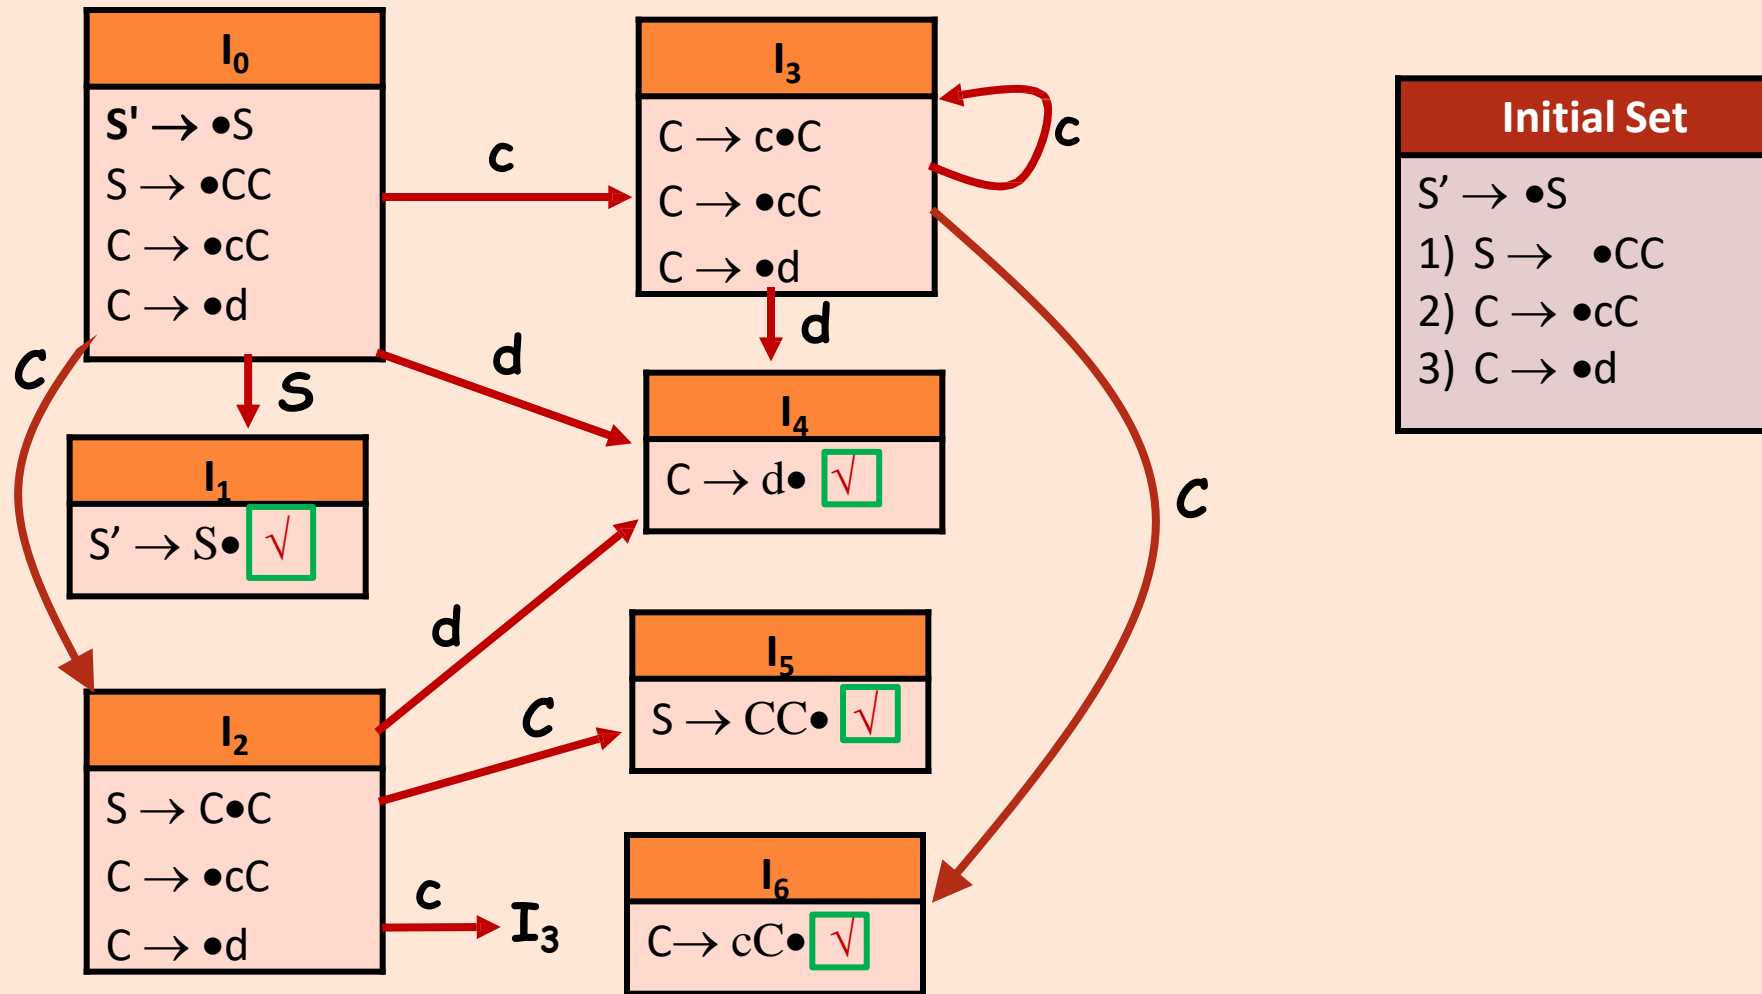 I₀
S' → •S
S → •CC
C → •cC
C → •d
c
I₃
C → c•C
C → •cC
C → •d
c
Initial Set
S’ → •S
1) S → •CC
2) C → •cC
3) C → •d
C
S
d
d
C
I₁
S’ → S• √
I₄
C → d• √
d
I₅
S → CC• √
C
I₂
S → C•C
C → •cC
C → •d
c
I₃
I₆
C→ cC• √